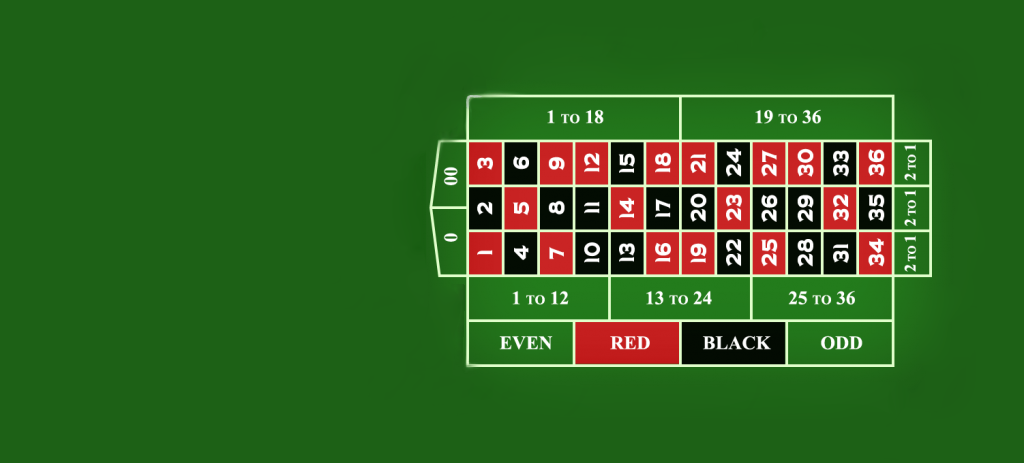 1 TO 18 19 TO 36
00 3 6 9 12 15 18 21 24 27 30 33 36 2 to 1
2 5 8 11 14 17 20 23 26 29 32 35 2 to 1
0 1 4 7 10 13 16 19 22 25 28 31 34 2 to 1
1 TO 12 13 TO 24 25 TO 36
EVEN RED BLACK ODD